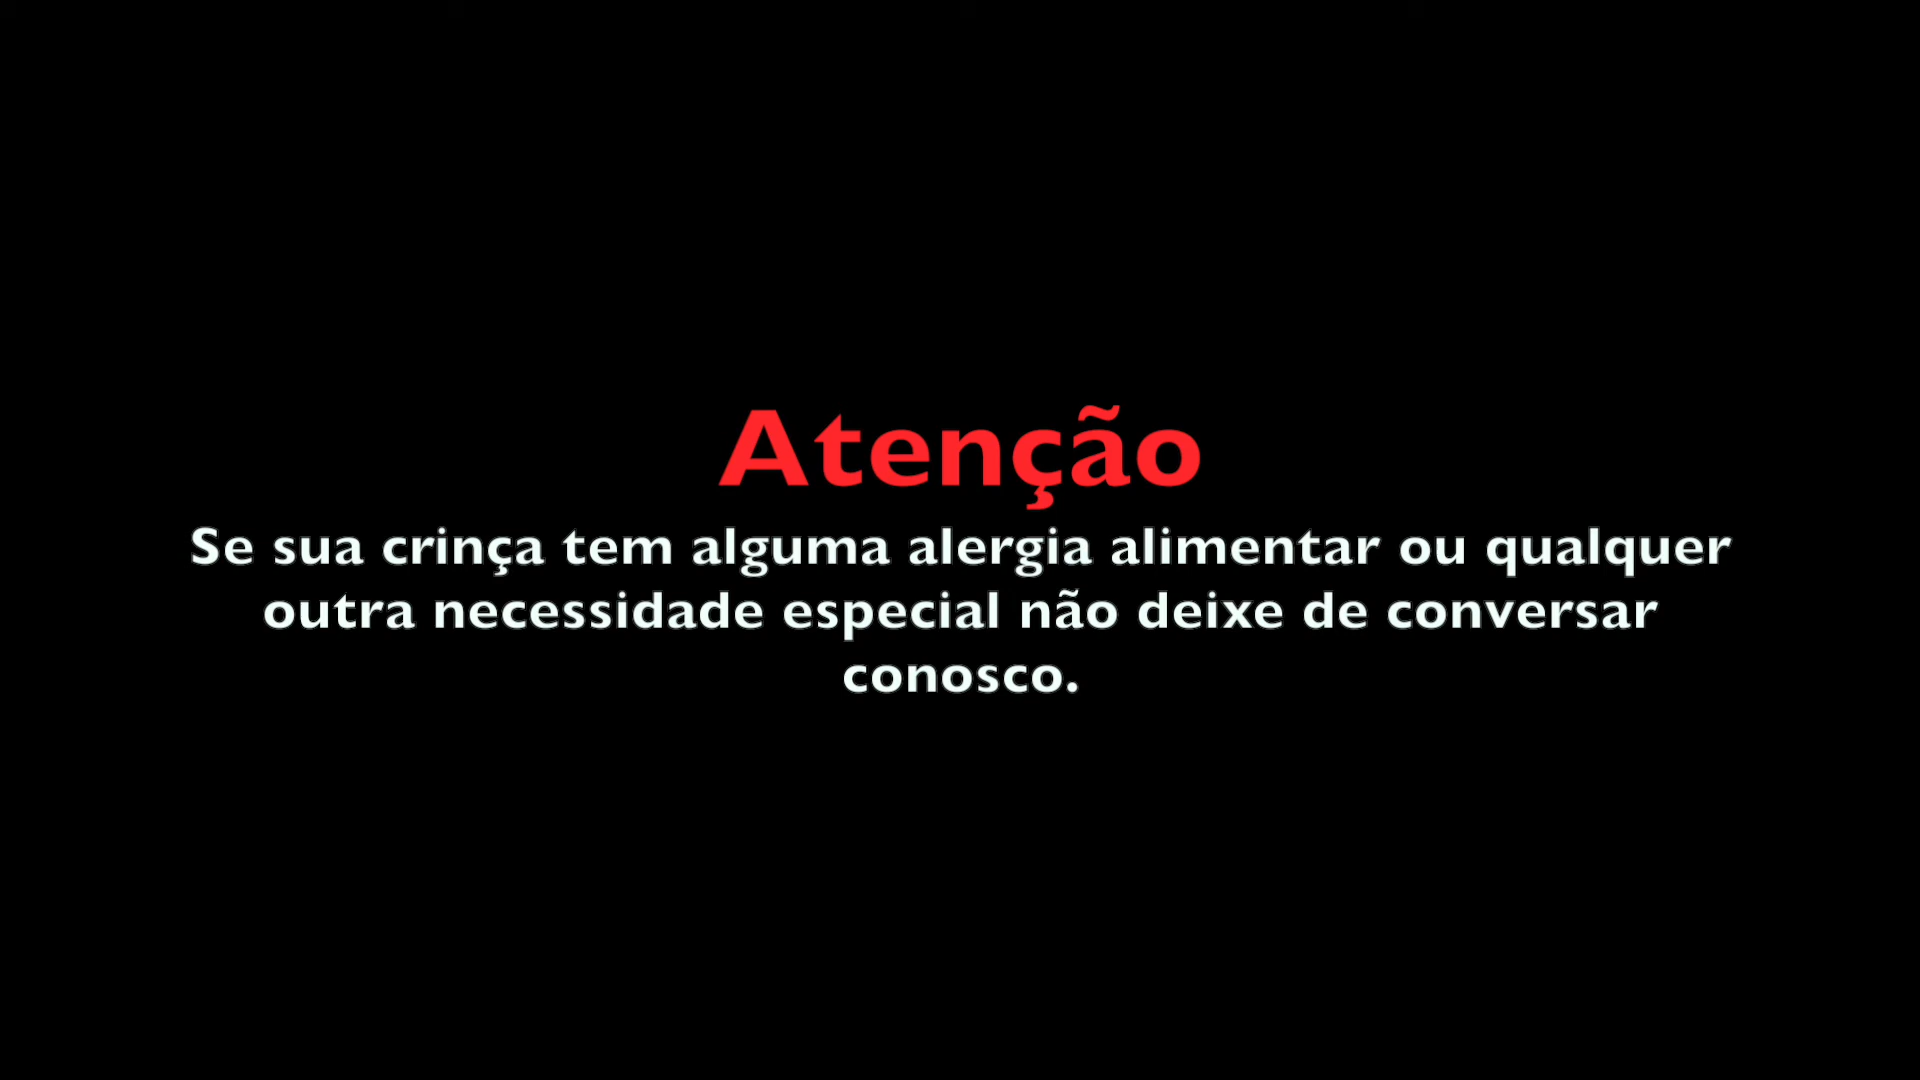 Atenção
Se sua crinça tem alguma alergia alimentar ou qualquer
outra necessidade especial não deixe de conversar
conosco.